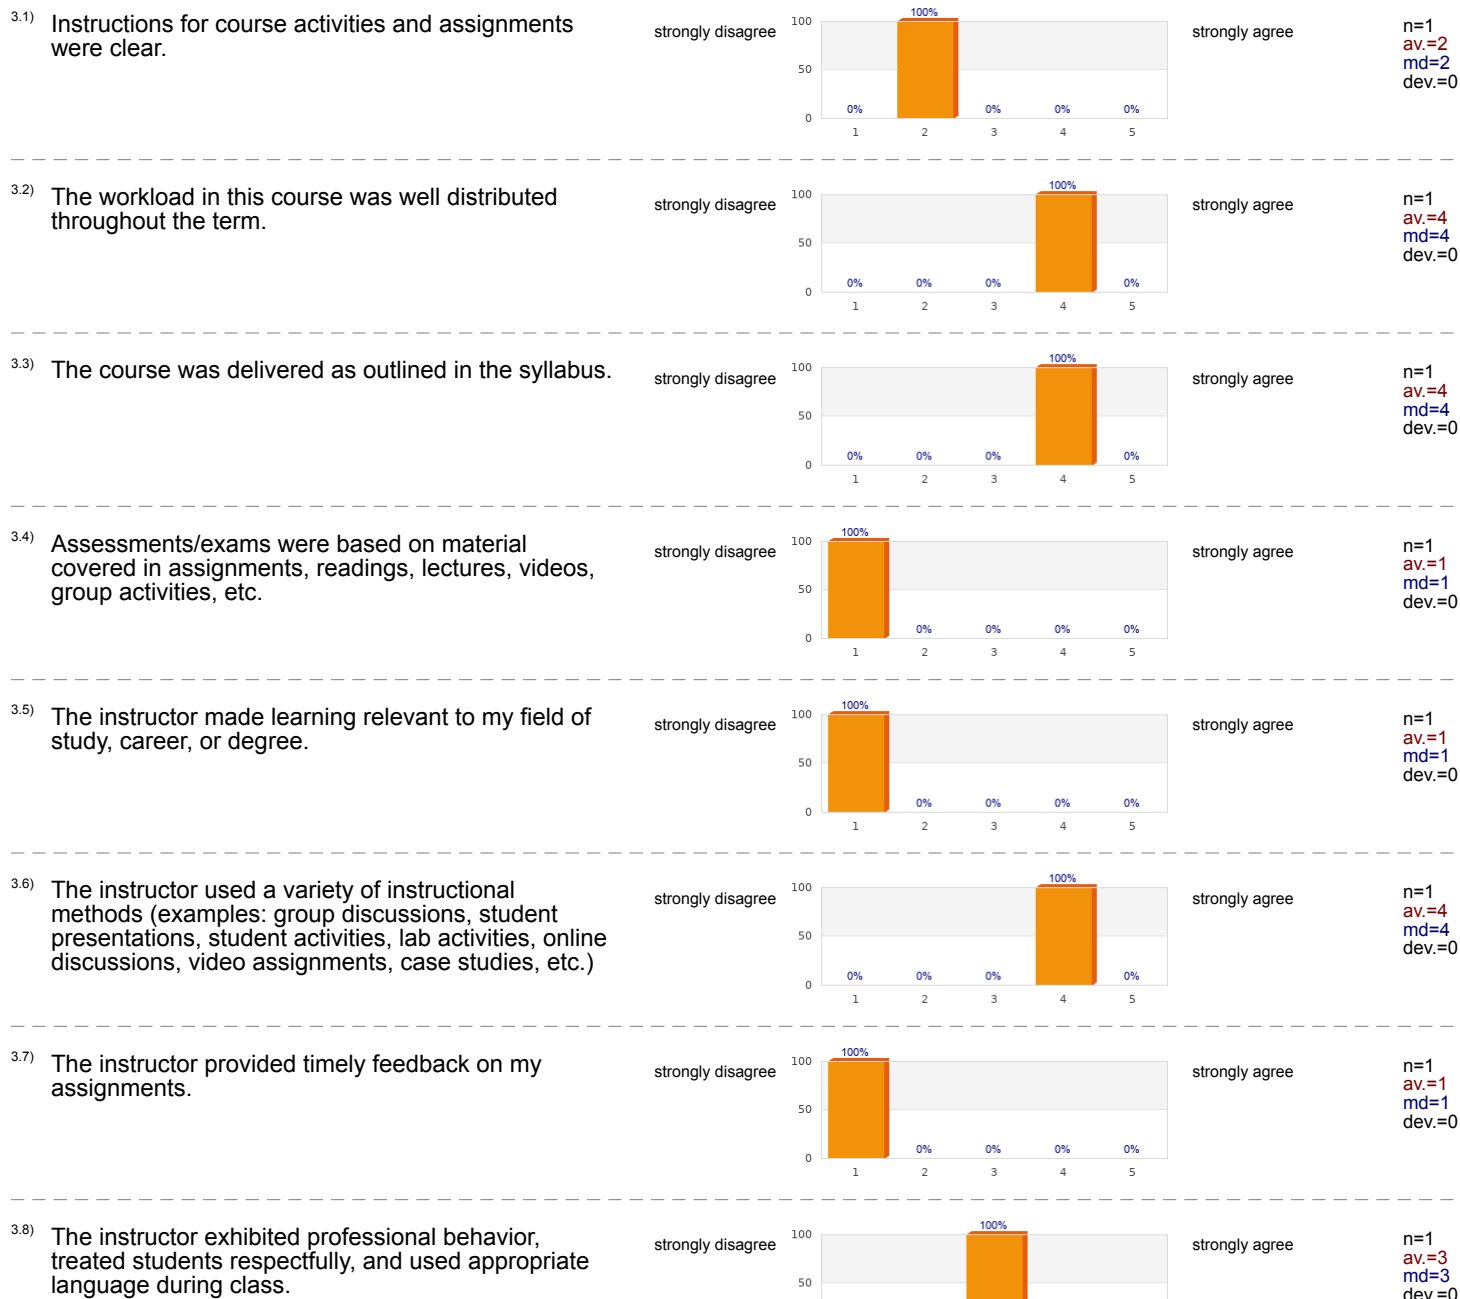 3.1) Instructions for course activities and assignments
were clear.
strongly disagree
100
50
0
0%
100%
0%
0%
0%
1 2 3 4 5
strongly agree
n=1
av.=2
md=2
dev.=0
3.2) The workload in this course was well distributed
throughout the term.
strongly disagree
100
50
0
0%
0%
0%
100%
0%
1 2 3 4 5
strongly agree
n=1
av.=4
md=4
dev.=0
3.3) The course was delivered as outlined in the syllabus.
strongly disagree
100
50
0
0%
0%
0%
100%
0%
1 2 3 4 5
strongly agree
n=1
av.=4
md=4
dev.=0
3.4) Assessments/exams were based on material
covered in assignments, readings, lectures, videos,
group activities, etc.
strongly disagree
100
50
0
100%
0%
0%
0%
0%
1 2 3 4 5
strongly agree
n=1
av.=1
md=1
dev.=0
3.5) The instructor made learning relevant to my field of
study, career, or degree.
strongly disagree
100
50
0
100%
0%
0%
0%
0%
1 2 3 4 5
strongly agree
n=1
av.=1
md=1
dev.=0
3.6) The instructor used a variety of instructional
methods (examples: group discussions, student
presentations, student activities, lab activities, online
discussions, video assignments, case studies, etc.)
strongly disagree
100
50
0
0%
0%
0%
100%
0%
1 2 3 4 5
strongly agree
n=1
av.=4
md=4
dev.=0
3.7) The instructor provided timely feedback on my
assignments.
strongly disagree
100
50
0
100%
0%
0%
0%
0%
1 2 3 4 5
strongly agree
n=1
av.=1
md=1
dev.=0
3.8) The instructor exhibited professional behavior,
treated students respectfully, and used appropriate
language during class.
strongly disagree
100
50
100%
strongly agree
n=1
av.=3
md=3
dev.=0